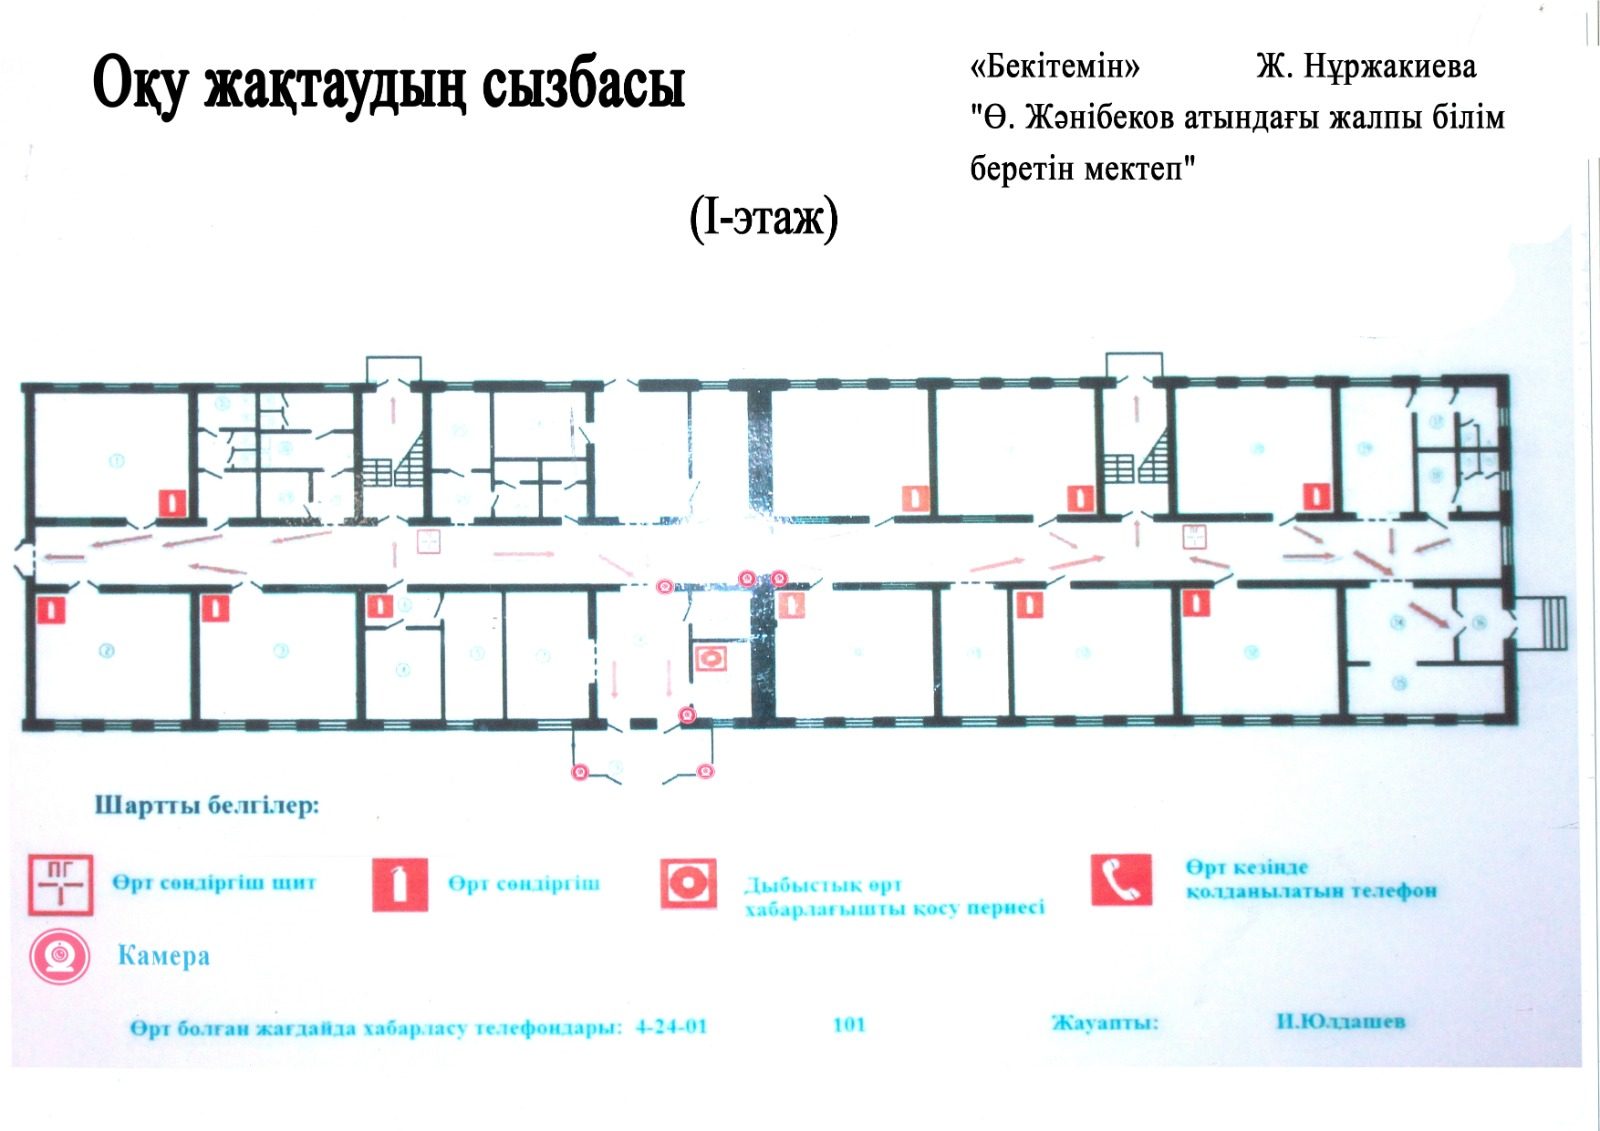 Оқу жақтаудың сызбасы
«Бекітемін» Ж. Нұржакиева
"Ө. Жәнібеков атындағы жалпы білім
беретін мектеп"
(І-этаж)
ПГ
Шартты белгілер:
ПГ
Өрт сөндіргіш щит
Өрт сөндіргіш
Дыбыстық өрт
хабарлағышты қосу пернесі
Өрт кезінде
қолданылатын телефон
Камера
Өрт болған жағдайда хабарласу телефондары: 4-24-01 101 Жауапты: И.Юлдашев